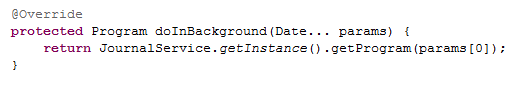 @Override
protected Program doInBackground(Date... params) {
    return JournalService.getInstance().getProgram(params[0]);
}